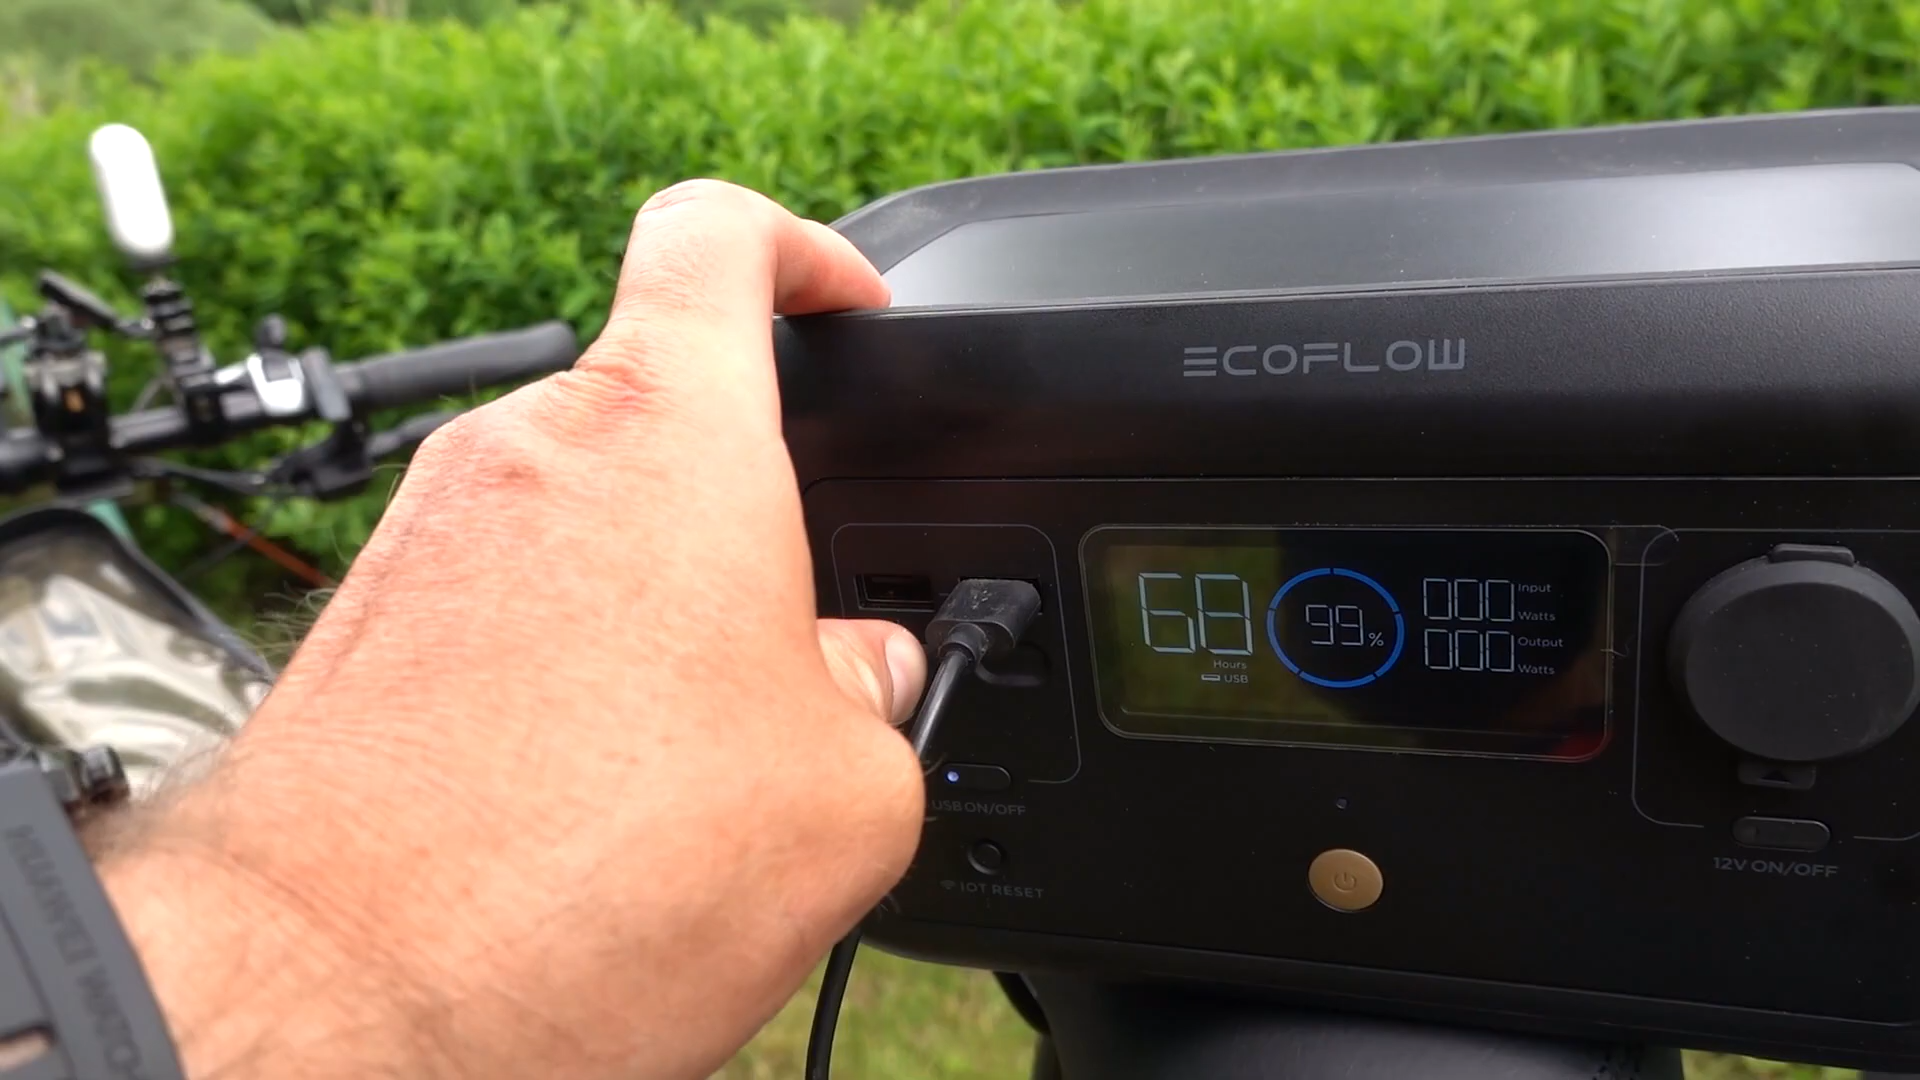 ECOFLOW
68
Hours
USB
99%
000 Input Watts
000 Output Watts
USB ON/OFF
IOT RESET
12V ON/OFF